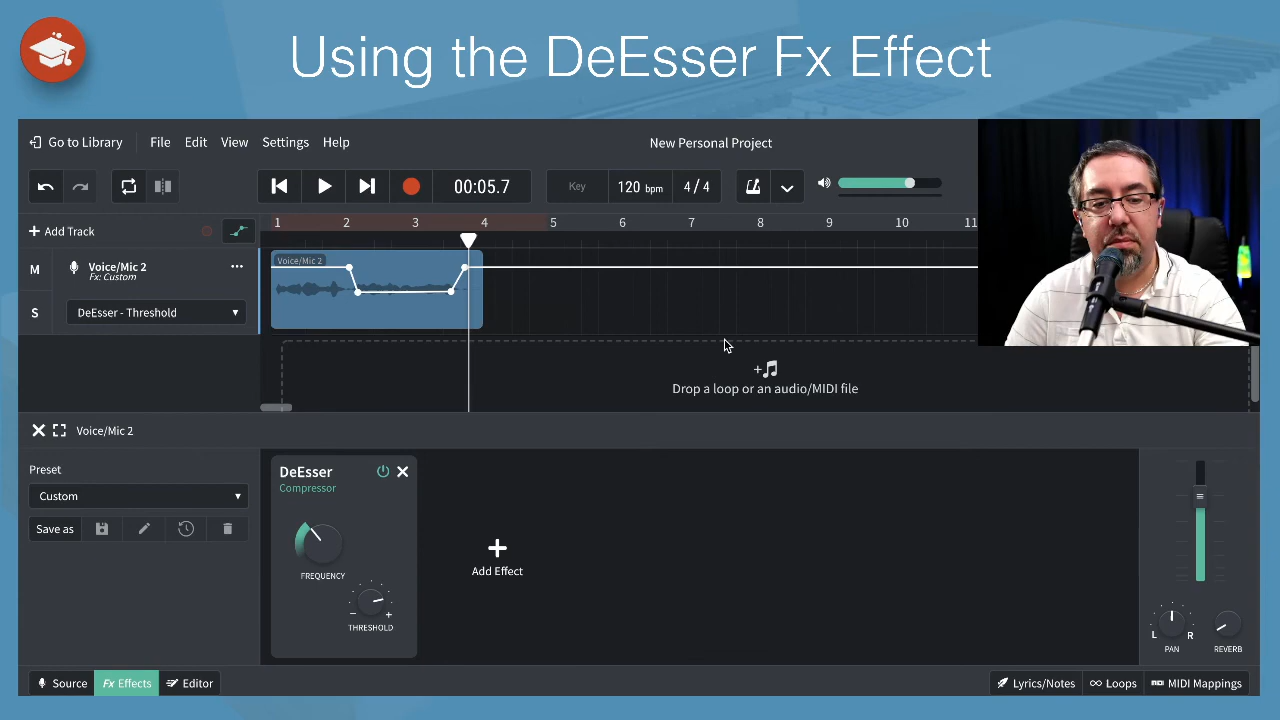 Using the DeEsser Fx Effect
Go to Library File Edit View Settings Help New Personal Project
00:05.7 Key 120 bpm 4/4
Add Track 1 2 3 4 5 6 7 8 9 10 11
M Voice/Mic 2 Voice/Mic 2
Fx: Custom
S DeEsser - Threshold
Drop a loop or an audio/MIDI file
Voice/Mic 2
Preset DeEsser
Compressor
Custom
Save as
FREQUENCY Add Effect
THRESHOLD L R
PAN REVERB
Source Fx Effects Editor Lyrics/Notes Loops MIDI Mappings